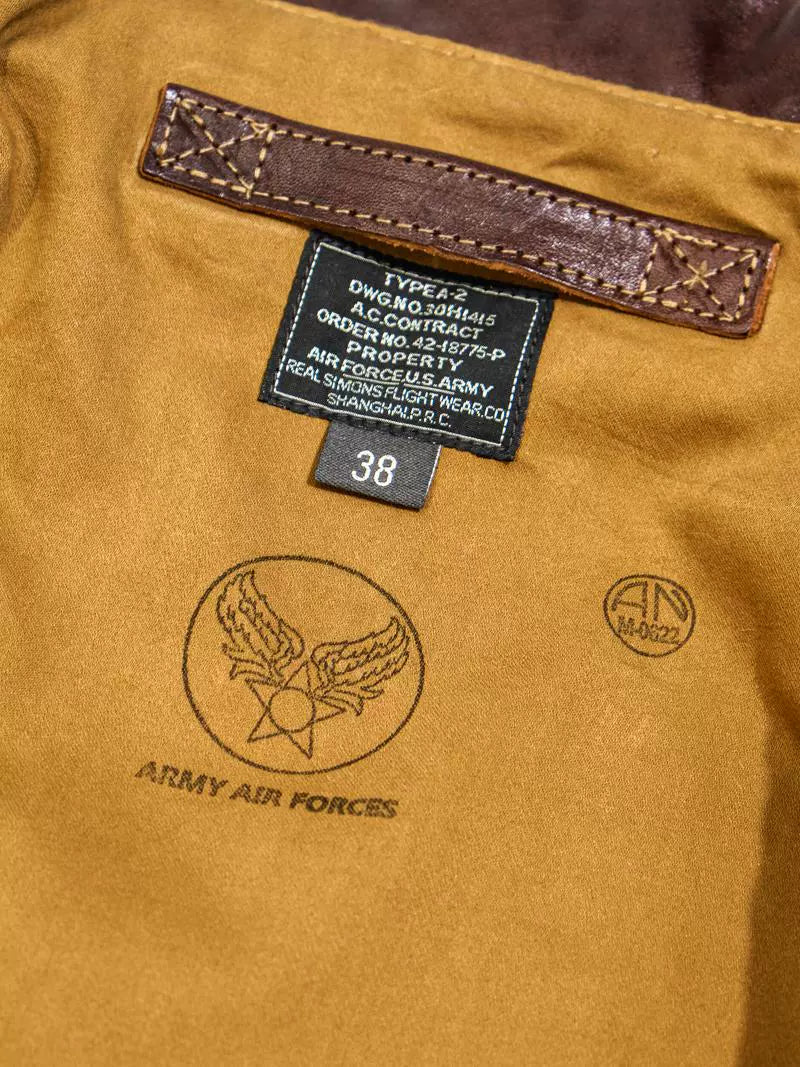 TYPE A-2
DWG.NO.30H1415
A.C.CONTRACT
ORDER NO. 42-18775-P
PROPERTY
AIR FORCE,U.S.ARMY
REAL SIMONS FLIGHT WEAR.CO
SHANGHAI.P.R.C.
38
AN
M-0622
ARMY AIR FORCES